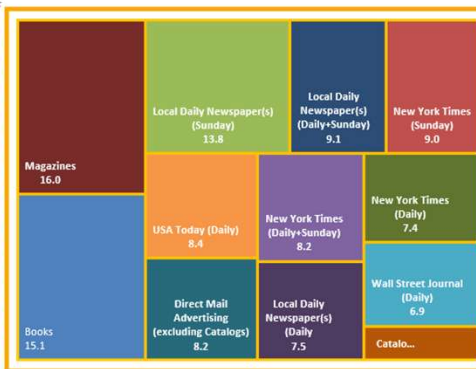 Magazines
16.0
Books
15.1
Local Daily Newspaper(s)
(Sunday)
13.8
Local Daily
Newspaper(s)
(Daily+Sunday)
9.1
New York Times
(Sunday)
9.0
USA Today (Daily)
8.4
New York Times
(Daily+Sunday)
8.2
New York Times
(Daily)
7.4
Direct Mail
Advertising
(excluding Catalogs)
8.2
Local Daily
Newspaper(s)
(Daily
7.5
Wall Street Journal
(Daily)
6.9
Catalo...